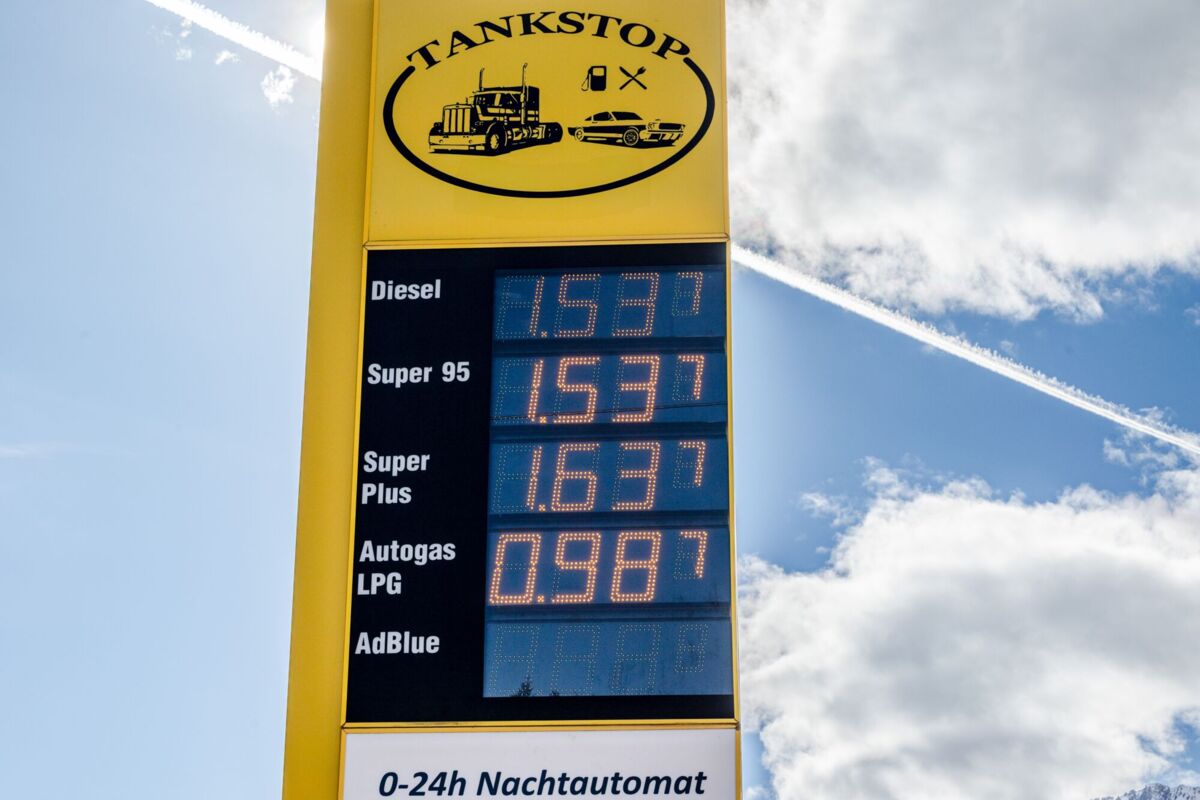 TANKSTOP
Diesel 1.537
Super 95 1.537
Super
Plus 1.637
Autogas
LPG 0.987
AdBlue
0-24h Nachtautomat